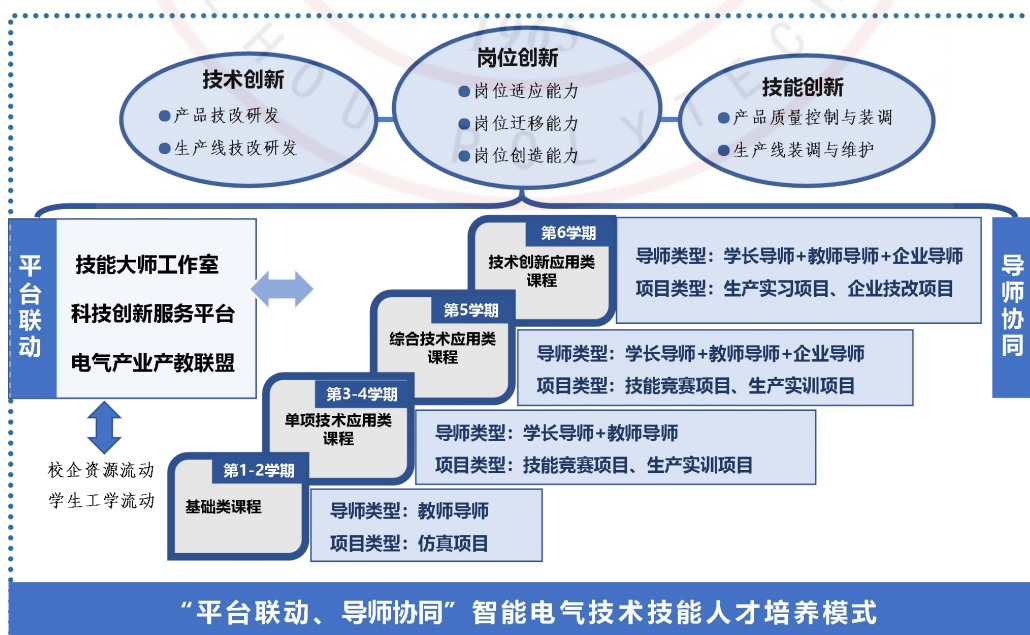 1965
HOU POLYTEC
技术创新
产品技改研发
生产线技改研发
岗位创新
岗位适应能力
岗位迁移能力
岗位创造能力
技能创新
产品质量控制与装调
生产线装调与维护
平台联动
技能大师工作室
科技创新服务平台
电气产业产教联盟
校企资源流动
学生工学流动
第6学期
技术创新应用类
课程
导师类型：学长导师+教师导师+企业导师
项目类型：生产实习项目、企业技改项目
第5学期
综合技术应用类
课程
导师类型：学长导师+教师导师+企业导师
项目类型：技能竞赛项目、生产实训项目
第3-4学期
单项技术应用类
课程
导师类型：学长导师+教师导师
项目类型：技能竞赛项目、生产实训项目
第1-2学期
基础类课程
导师类型：教师导师
项目类型：仿真项目
导师协同
“平台联动、导师协同”智能电气技术技能人才培养模式